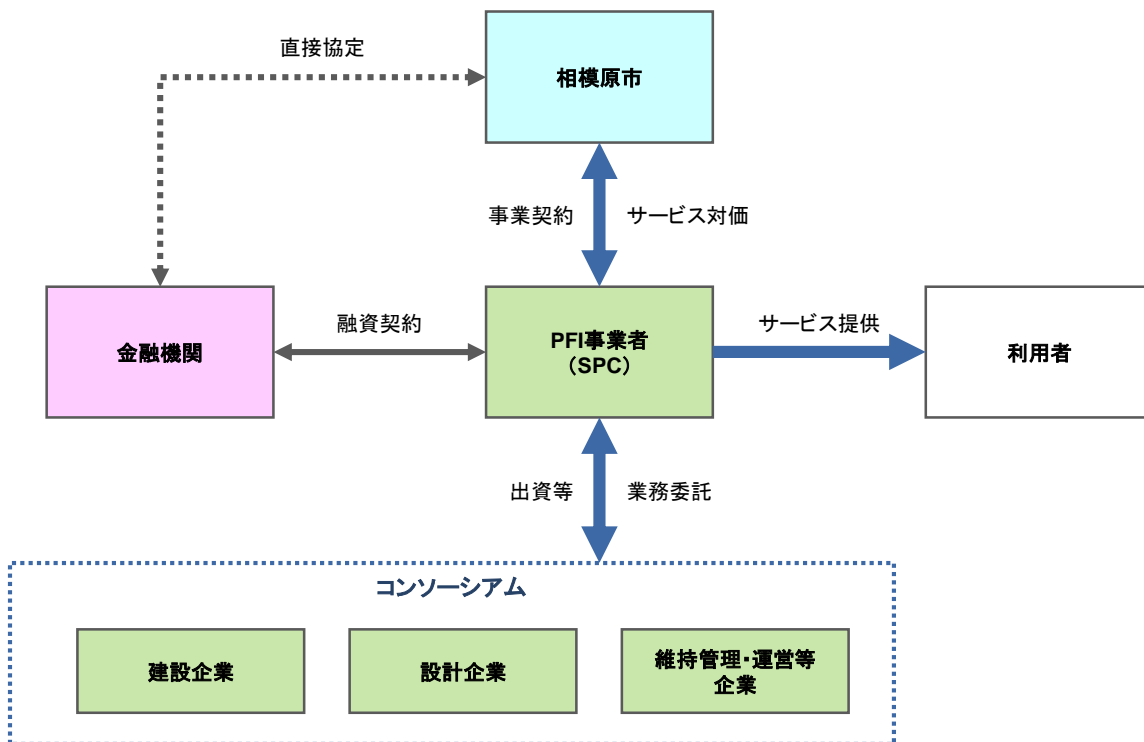 直接協定
相模原市
事業契約
サービス対価
金融機関
融資契約
PFI事業者
（SPC）
サービス提供
利用者
出資等
業務委託
コンソーシアム
建設企業
設計企業
維持管理・運営等
企業